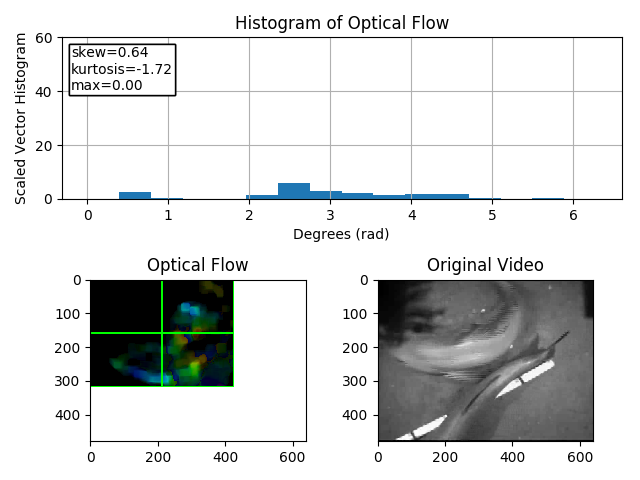 Histogram of Optical Flow
Scaled Vector Histogram
60
40
20
0
skew=0.64
kurtosis=-1.72
max=0.00
0 1 2 3 4 5 6
Degrees (rad)
Optical Flow
0
100
200
300
400
0 200 400 600
Original Video
0
100
200
300
400
0 200 400 600